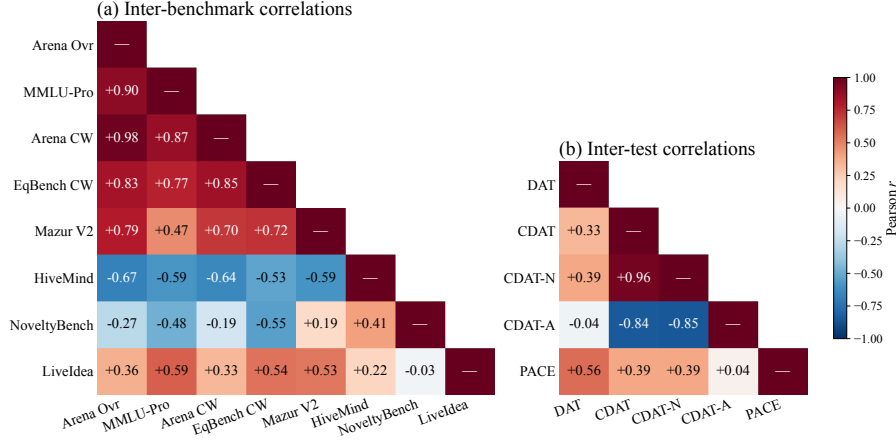 (a) Inter-benchmark correlations
Arena Ovr —
MMLU-Pro +0.90 —
Arena CW +0.98 +0.87 —
EqBench CW +0.83 +0.77 +0.85 —
Mazur V2 +0.79 +0.47 +0.70 +0.72 —
HiveMind -0.67 -0.59 -0.64 -0.53 -0.59 —
NoveltyBench -0.27 -0.48 -0.19 -0.55 +0.19 +0.41 —
LiveIdea +0.36 +0.59 +0.33 +0.54 +0.53 +0.22 -0.03 —
Arena Ovr MMLU-Pro Arena CW EqBench CW Mazur V2 HiveMind NoveltyBench LiveIdea
(b) Inter-test correlations
DAT —
CDAT +0.33 —
CDAT-N +0.39 +0.96 —
CDAT-A -0.04 -0.84 -0.85 —
PACE +0.56 +0.39 +0.39 +0.04 —
DAT CDAT CDAT-N CDAT-A PACE
1.00
0.75
0.50
0.25
0.00
−0.25
−0.50
−0.75
−1.00
Pearson r